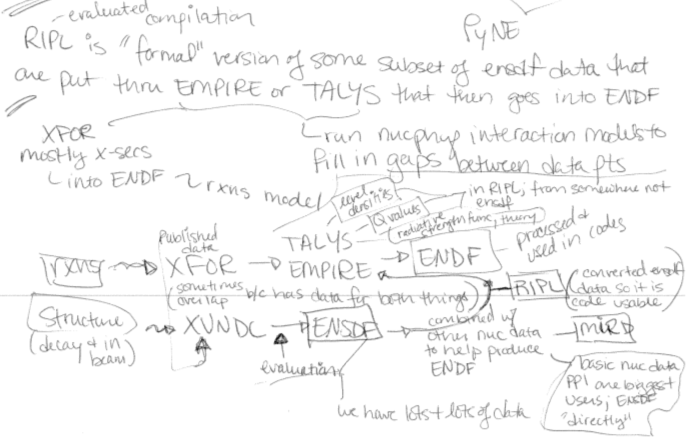 - evaluated compilation
PyNE
RIPL is "formal" version of some subset of ensdf data that
are put thru EMPIRE or TALYS that then goes into ENDF
XFOR
mostly x-secs
into ENDF
rxns model
run nucphys interaction models to
fill in gaps between data pts
level densities
Q values
radiative strength func, theory
in RIPL; from somewhere not
ensdf
processed &
used in codes
Published
data
rxns
XFOR
TALYS
EMPIRE
ENDF
(sometimes overlap b/c has data for both things)
RIPL
(converted ensdf
data so it is
code usable)
Structure
(decay & in
beam)
XUNDC
ENSDF
combined w/
other nuc data
to help produce
ENDF
MIRD
evaluation
we have lots + lots of data
basic nuc data
PPl are biggest
users; ENSDF
"directly"